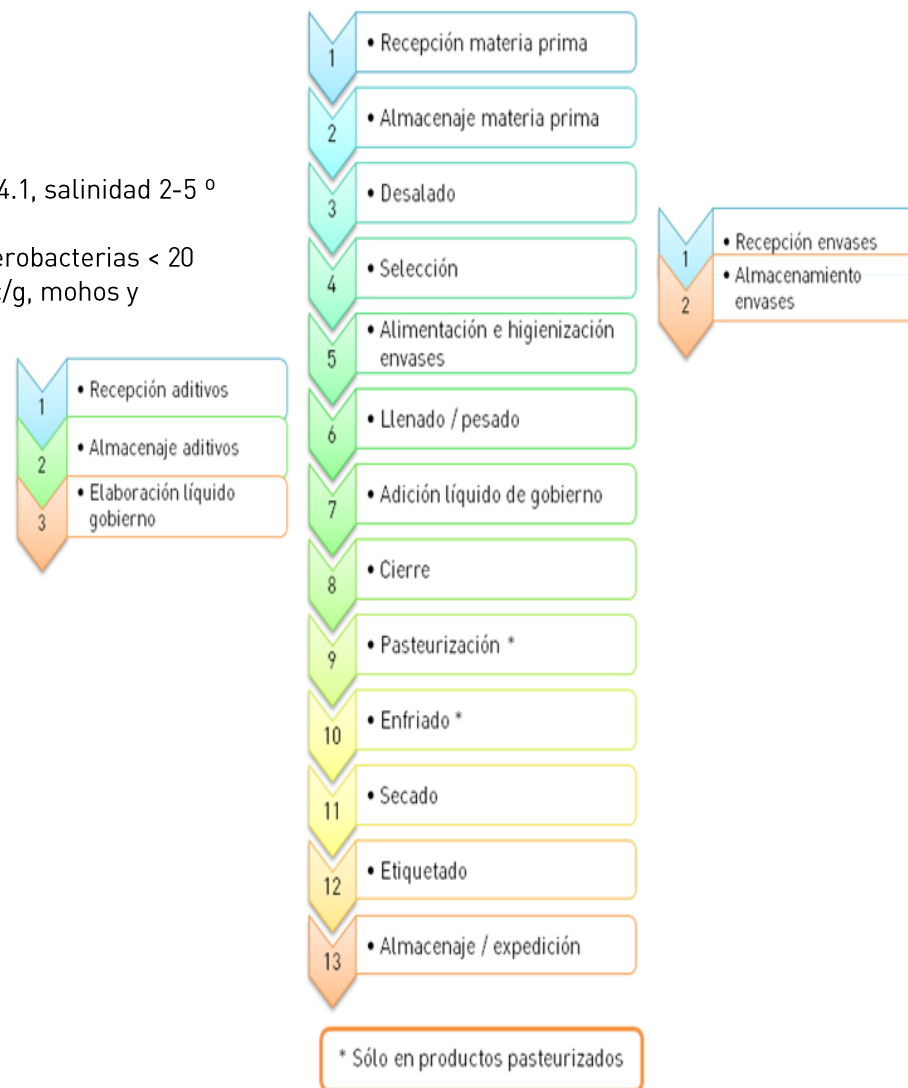 1
• Recepción materia prima
2
• Almacenaje materia prima
3
• Desalado
4
• Selección
5
• Alimentación e higienización
envases
6
• Llenado / pesado
7
• Adición líquido de gobierno
8
• Cierre
9
• Pasteurización *
10
• Enfriado *
11
• Secado
12
• Etiquetado
13
• Almacenaje / expedición
* Sólo en productos pasteurizados
4.1, salinidad 2-5 º
erobacterias < 20
c/g, mohos y
1
• Recepción aditivos
2
• Almacenaje aditivos
3
• Elaboración líquido
gobierno
1
• Recepción envases
2
• Almacenamiento
envases